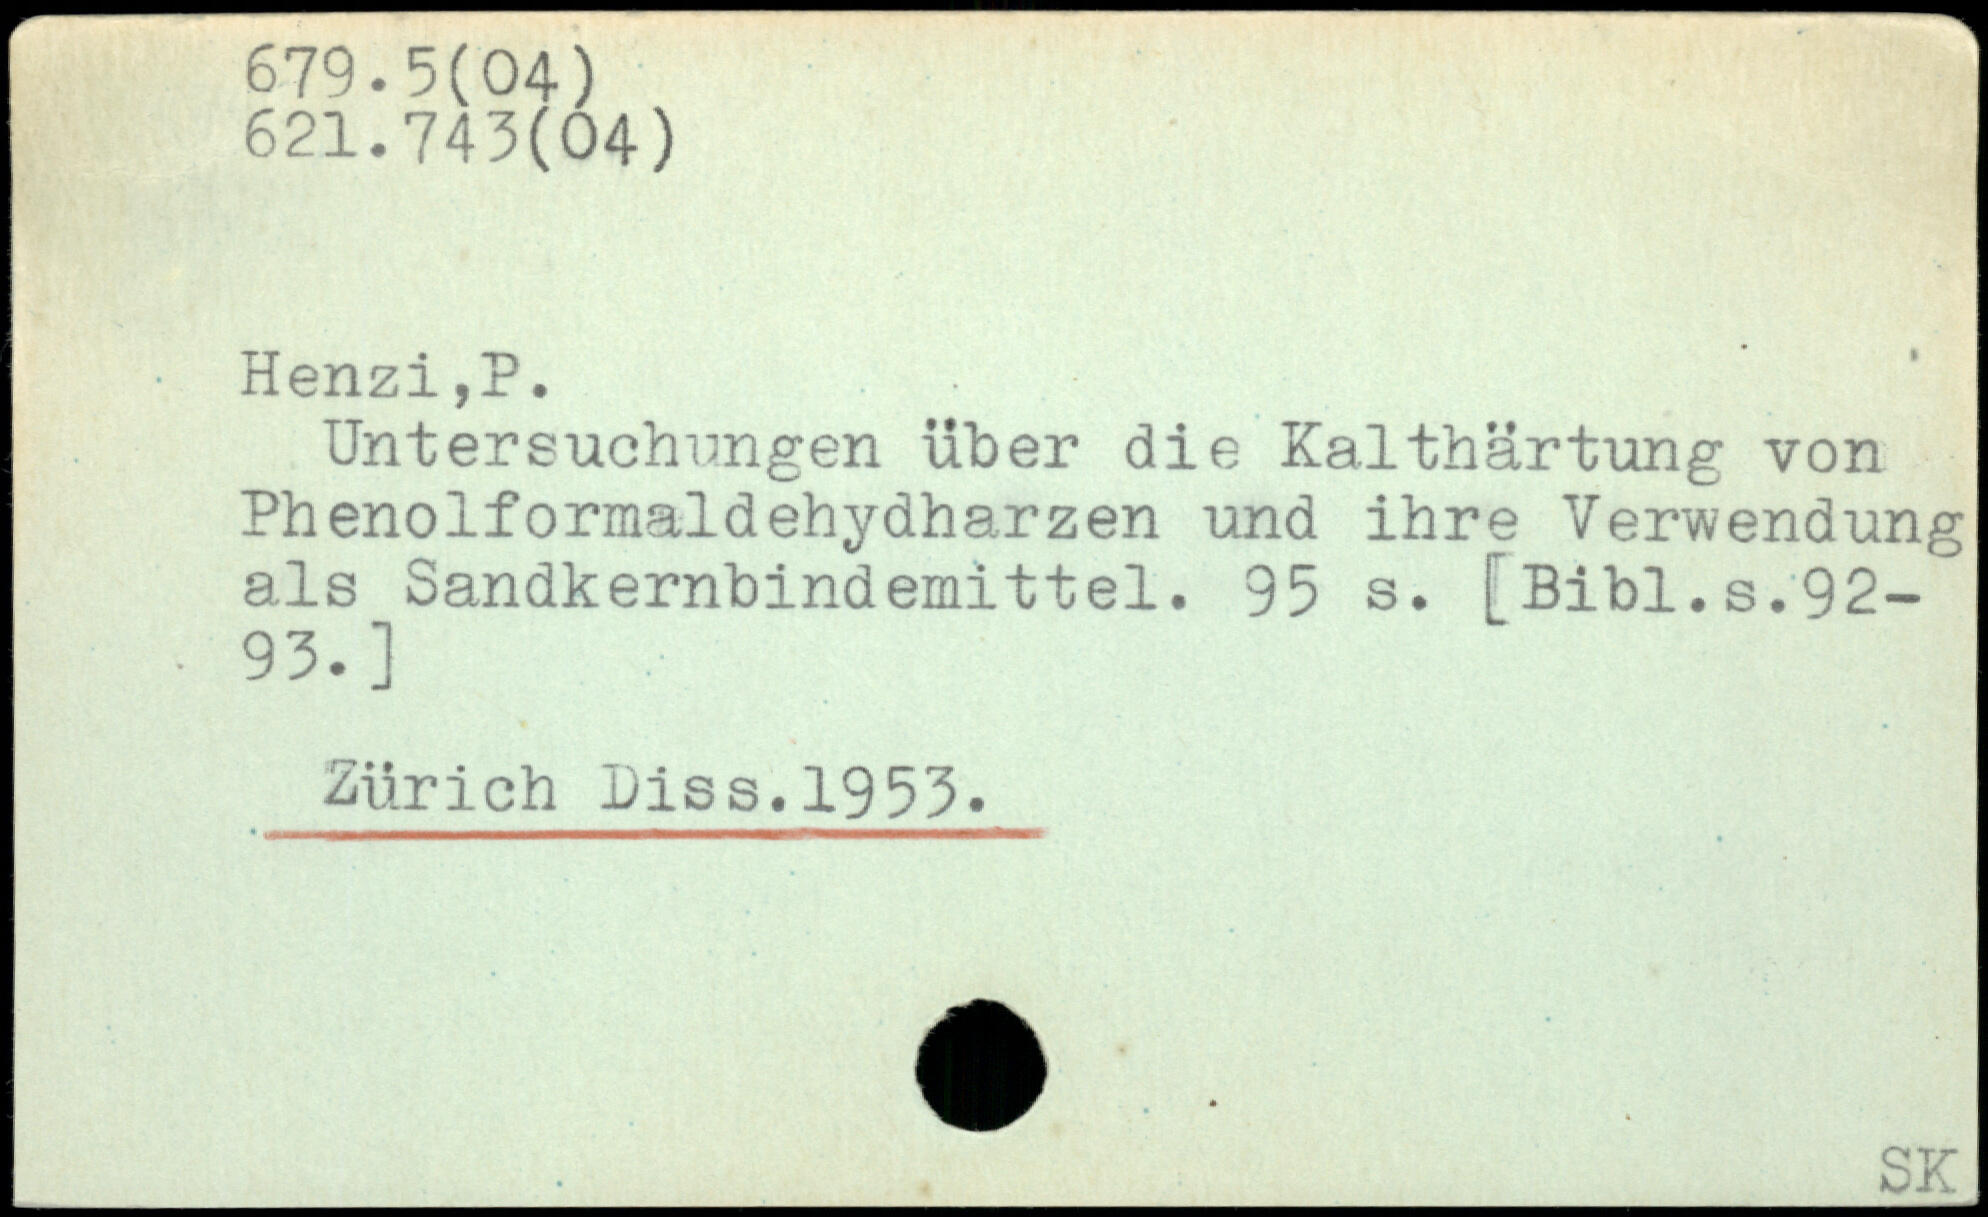 679.5(04)
621.743(04)
Henzi,P.
Untersuchungen über die Kalthärtung von
Phenolformaldehydharzen und ihre Verwendung
als Sandkernbindemittel. 95 s. [Bibl.s.92-
93.]
Zürich Diss.1953.
SK